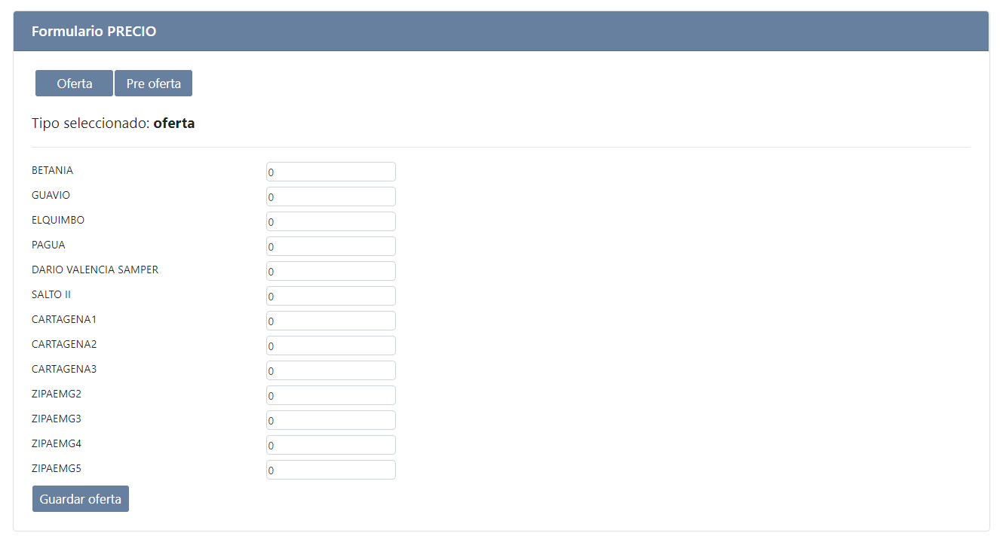 Formulario PRECIO
Oferta Pre oferta
Tipo seleccionado: oferta
BETANIA 0
GUAVIO 0
ELQUIMBO 0
PAGUA 0
DARIO VALENCIA SAMPER 0
SALTO II 0
CARTAGENA1 0
CARTAGENA2 0
CARTAGENA3 0
ZIPAEMG2 0
ZIPAEMG3 0
ZIPAEMG4 0
ZIPAEMG5 0
Guardar oferta